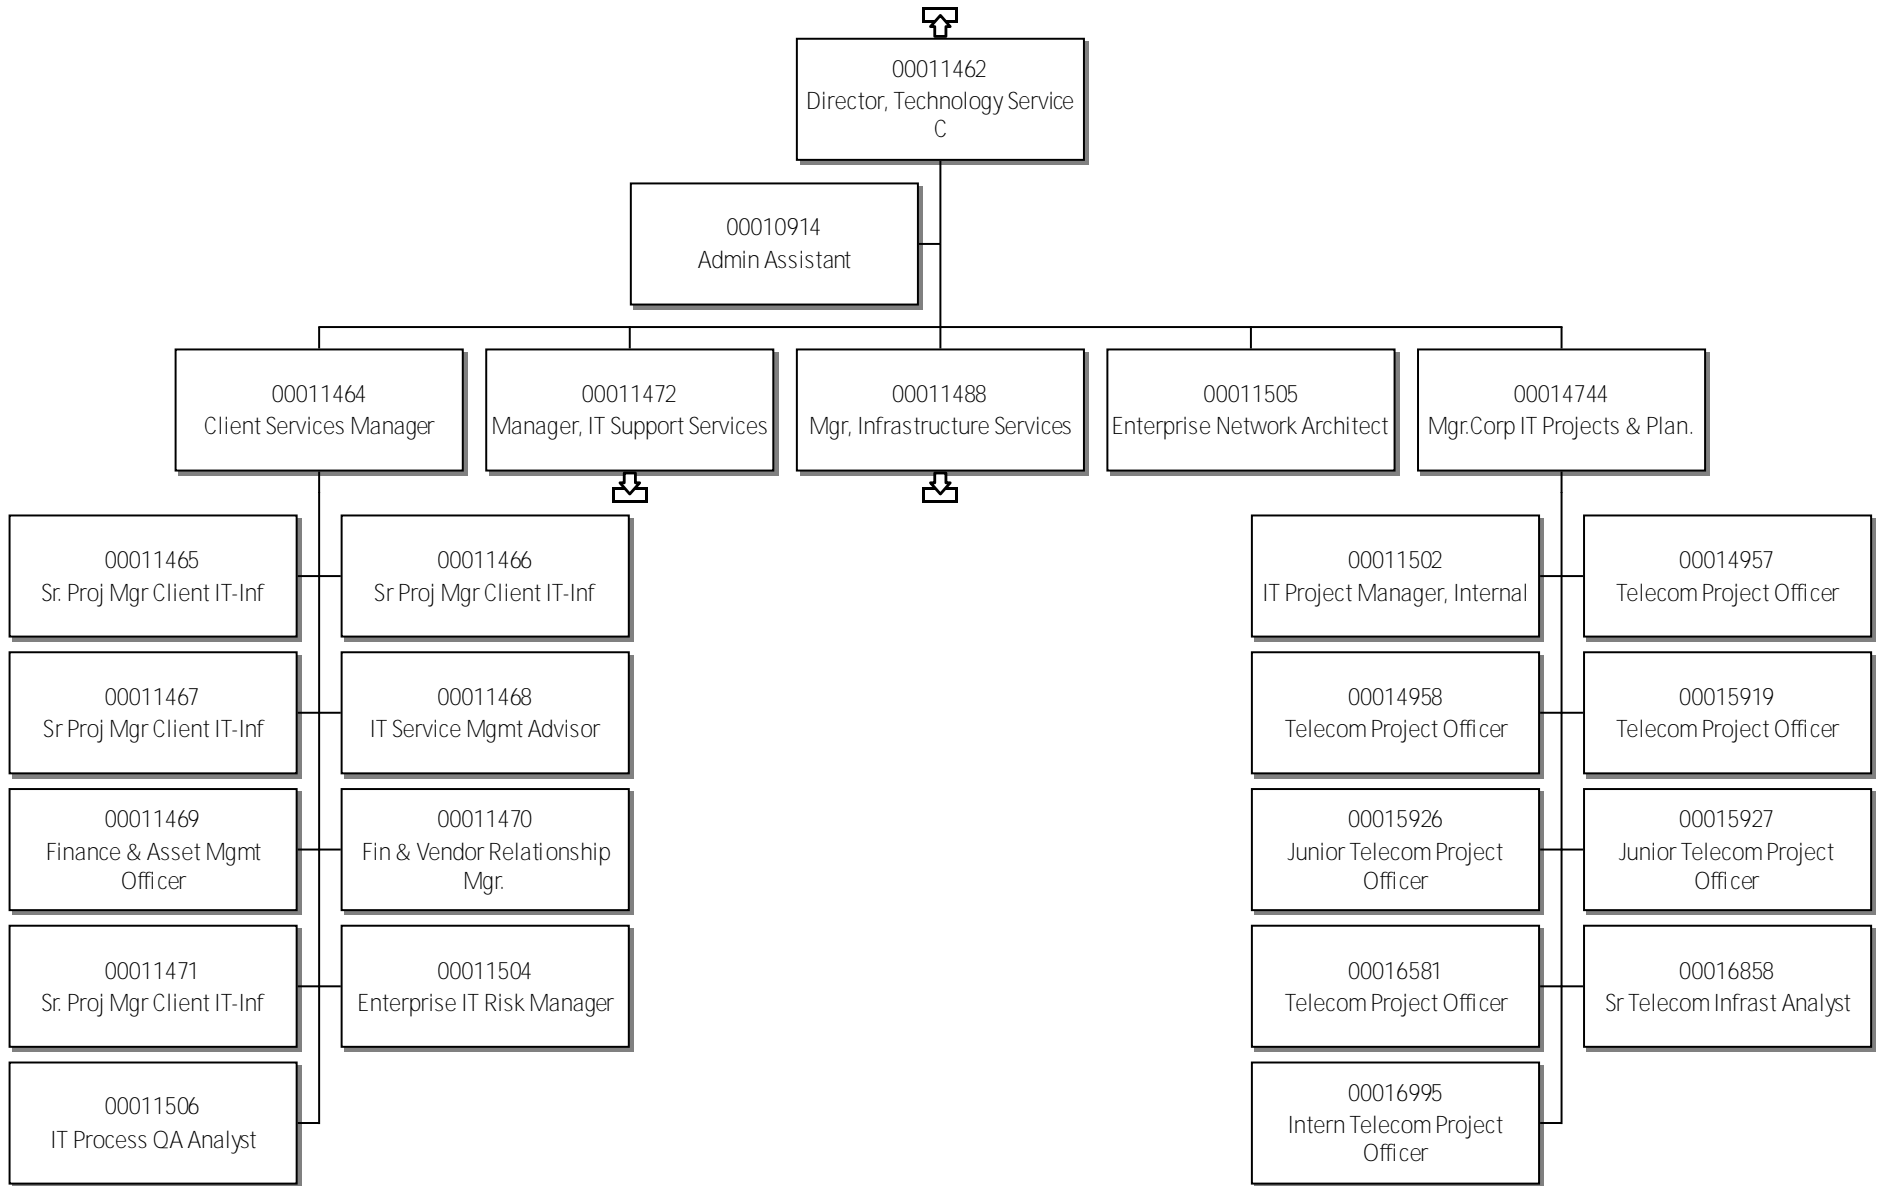 00011462
Director, Technology Service
C
00010914
Admin Assistant
00011464
Client Services Manager
00011472
Manager, IT Support Services
00011488
Mgr, Infrastructure Services
00011505
Enterprise Network Architect
00014744
Mgr.Corp IT Projects & Plan.
00011465
Sr. Proj Mgr Client IT-Inf
00011466
Sr Proj Mgr Client IT-Inf
00011502
IT Project Manager, Internal
00014957
Telecom Project Officer
00011467
Sr Proj Mgr Client IT-Inf
00011468
IT Service Mgmt Advisor
00014958
Telecom Project Officer
00015919
Telecom Project Officer
00011469
Finance & Asset Mgmt
Officer
00011470
Fin & Vendor Relationship
Mgr.
00015926
Junior Telecom Project
Officer
00015927
Junior Telecom Project
Officer
00011471
Sr. Proj Mgr Client IT-Inf
00011504
Enterprise IT Risk Manager
00016581
Telecom Project Officer
00016858
Sr Telecom Infrast Analyst
00011506
IT Process QA Analyst
00016995
Intern Telecom Project
Officer